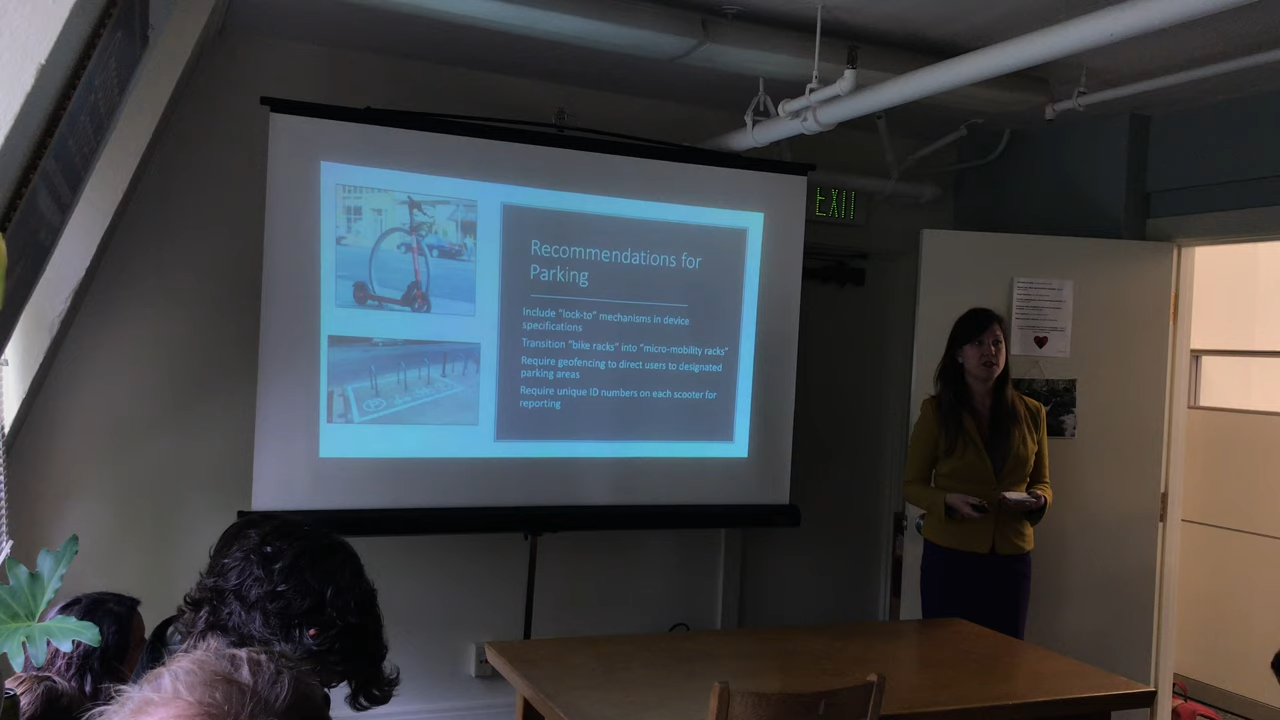 Recommendations for
Parking
Include "lock-to" mechanisms in device
specifications
Transition "bike racks" into "micro-mobility racks"
Require geofencing to direct users to designated
parking areas
Require unique ID numbers on each scooter for
reporting
EXIT